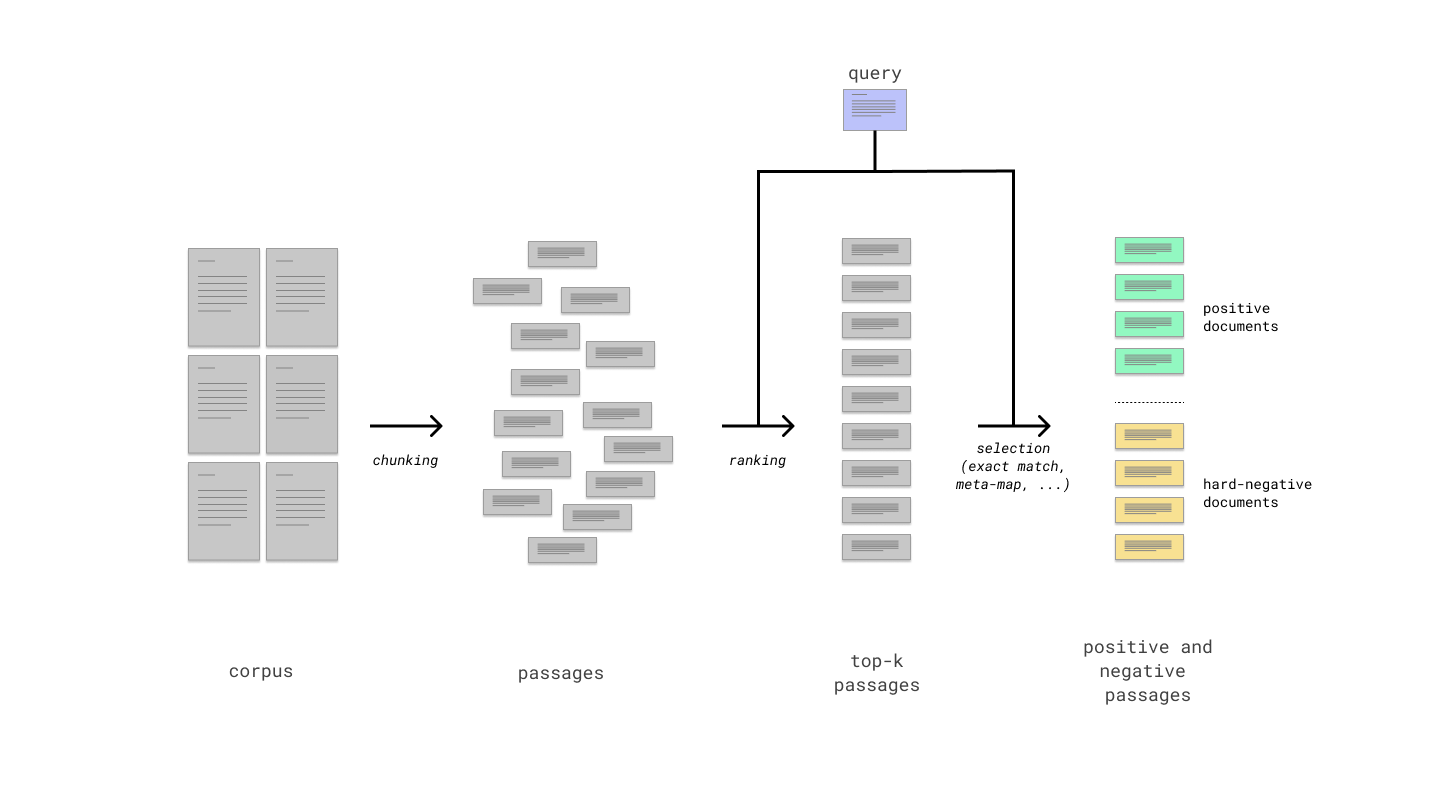 query
positive
documents
chunking
ranking
selection
(exact match,
meta-map, ...)
hard-negative
documents
corpus
passages
top-k
passages
positive and
negative
passages